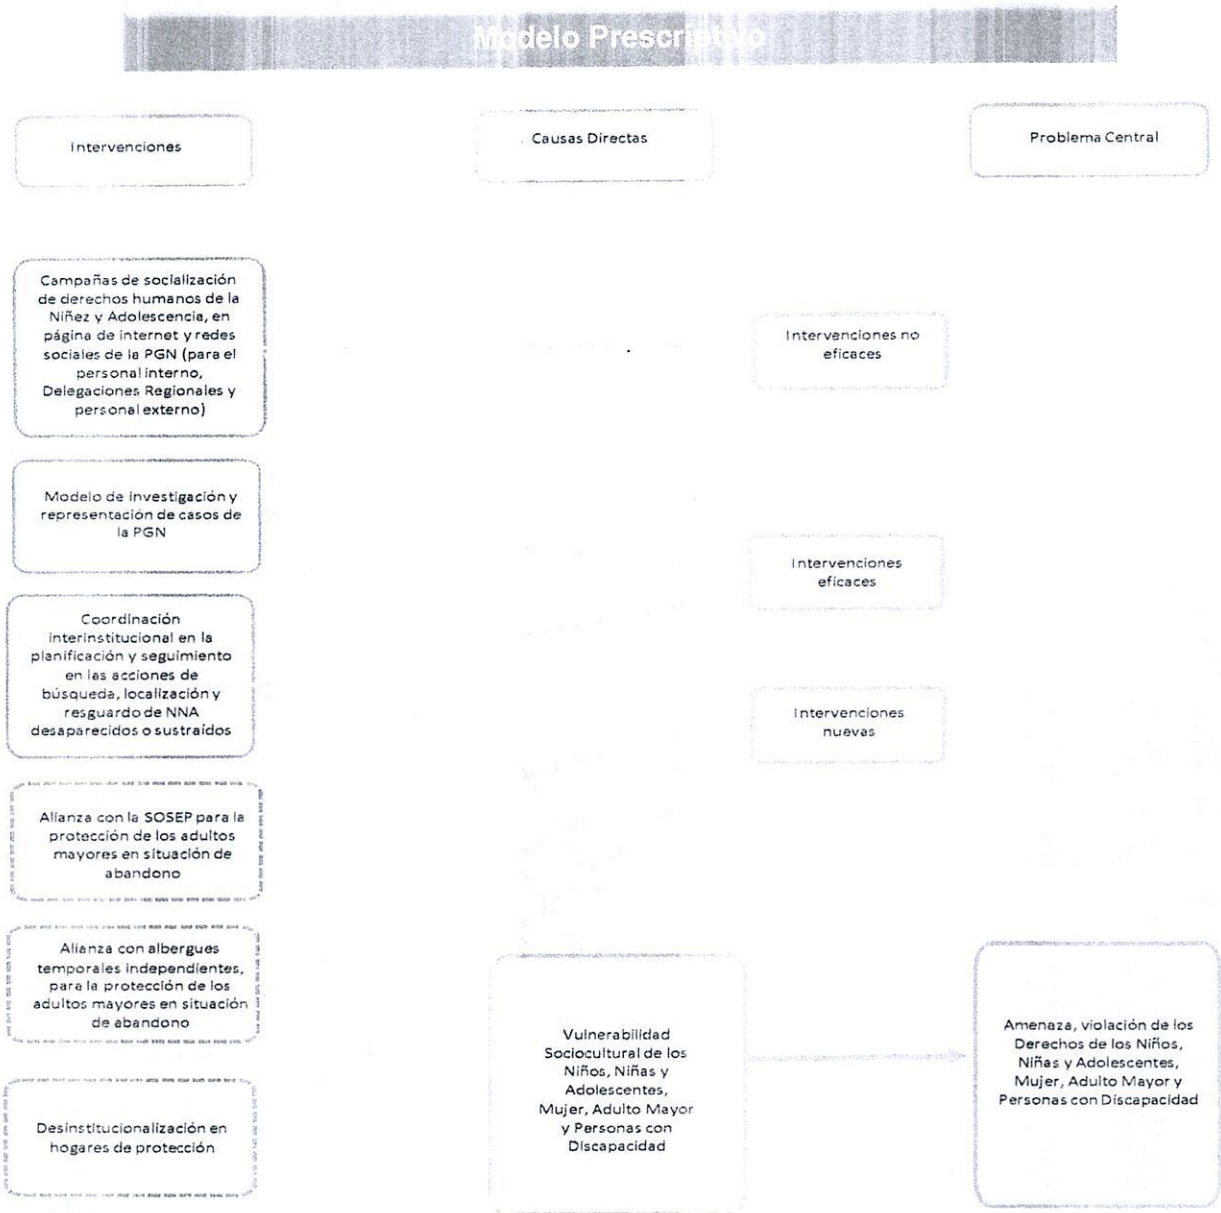 Modelo Prescriptivo
Intervenciones
Causas Directas
Problema Central
Campañas de socialización
de derechos humanos de la
Niñez y Adolescencia, en
página de internet y redes
sociales de la PGN (para el
personal interno,
Delegaciones Regionales y
personal externo)
Intervenciones no
eficaces
Modelo de investigación y
representación de casos de
la PGN
Intervenciones
eficaces
Coordinación
interinstitucional en la
planificación y seguimiento
en las acciones de
búsqueda, localización y
resguardo de NNA
desaparecidos o sustraídos
Intervenciones
nuevas
Alianza con la SOSEP para la
protección de los adultos
mayores en situación de
abandono
Alianza con albergues
temporales independientes,
para la protección de los
adultos mayores en situación
de abandono
Desinstitucionalización en
hogares de protección
Vulnerabilidad
Sociocultural de los
Niños, Niñas y
Adolescentes,
Mujer, Adulto Mayor
y Personas con
Discapacidad
Amenaza, violación de los
Derechos de los Niños,
Niñas y Adolescentes,
Mujer, Adulto Mayor y
Personas con Discapacidad